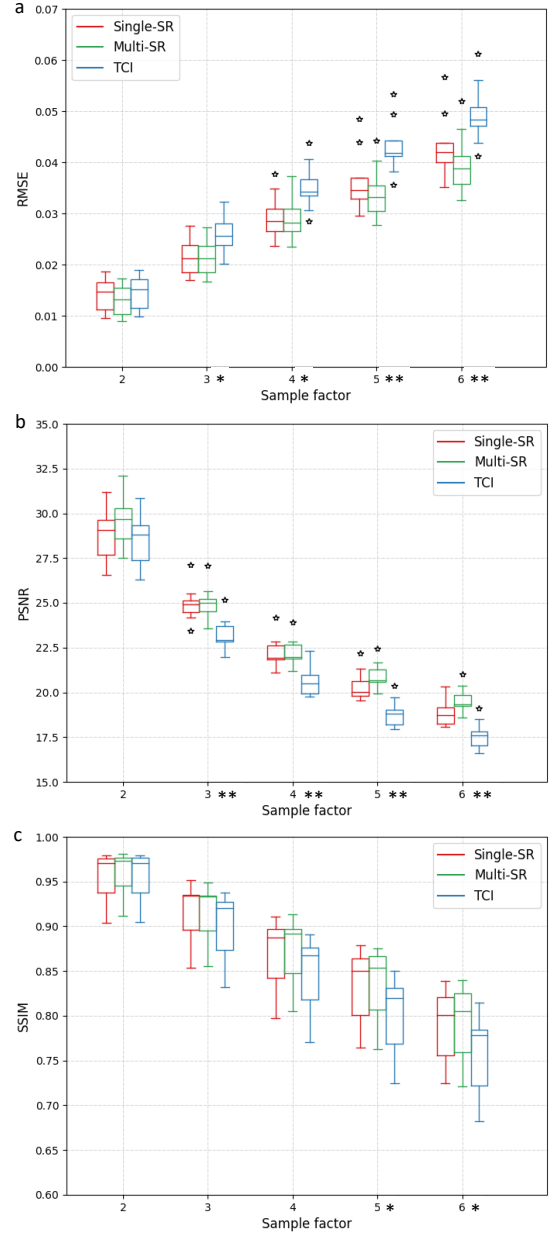 a
0.07
0.06
0.05
0.04
0.03
0.02
0.01
0.00
RMSE
Single-SR
Multi-SR
TCI
2 3 * 4 * 5 ** 6 **
Sample factor
b
35.0
32.5
30.0
27.5
25.0
22.5
20.0
17.5
15.0
PSNR
Single-SR
Multi-SR
TCI
2 3 ** 4 ** 5 ** 6 **
Sample factor
c
1.00
0.95
0.90
0.85
0.80
0.75
0.70
0.65
0.60
SSIM
Single-SR
Multi-SR
TCI
2 3 4 5 * 6 *
Sample factor